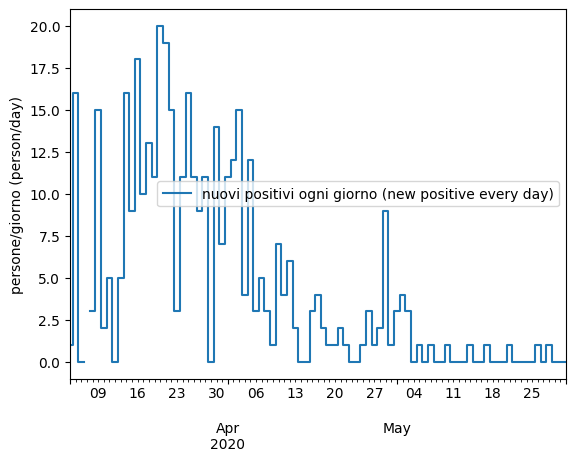 20.0
17.5
15.0
12.5
10.0
7.5
5.0
2.5
0.0
persone/giorno (person/day)
nuovi positivi ogni giorno (new positive every day)
09 16 23 30 06 13 20 27 04 11 18 25
Apr May
2020